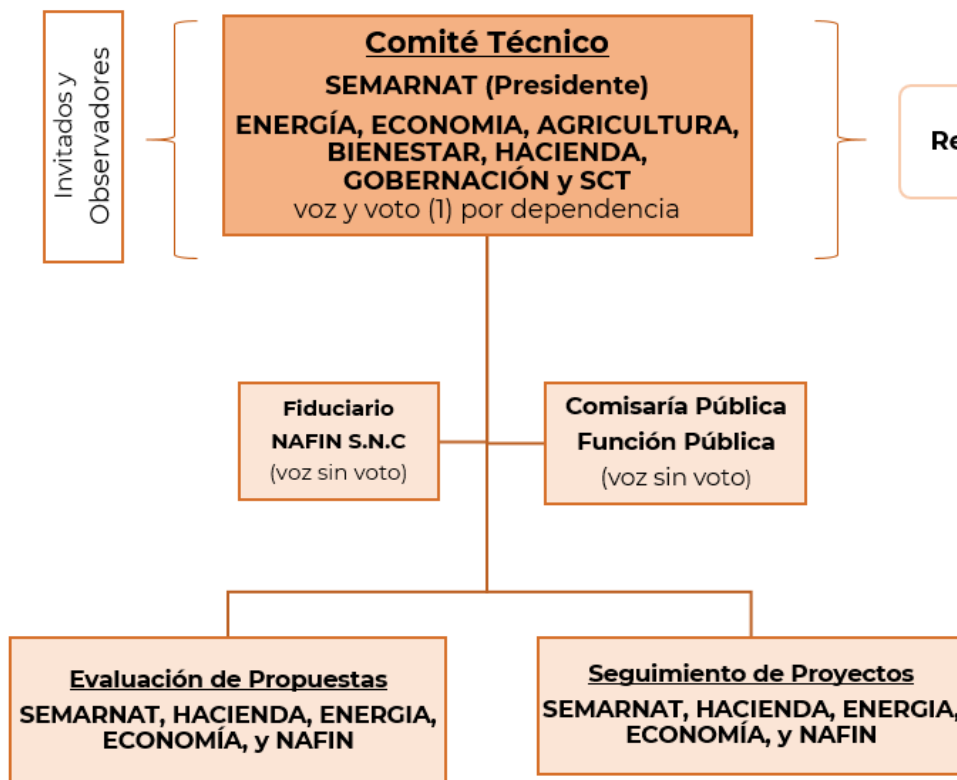 Invitados y
Observadores
Comité Técnico
SEMARNAT (Presidente)
ENERGÍA, ECONOMIA, AGRICULTURA,
BIENESTAR, HACIENDA,
GOBERNACIÓN y SCT
voz y voto (1) por dependencia
Fiduciario
NAFIN S.N.C
(voz sin voto)
Comisaría Pública
Función Pública
(voz sin voto)
Evaluación de Propuestas
SEMARNAT, HACIENDA, ENERGIA,
ECONOMÍA, y NAFIN
Seguimiento de Proyectos
SEMARNAT, HACIENDA, ENERGIA,
ECONOMÍA, y NAFIN